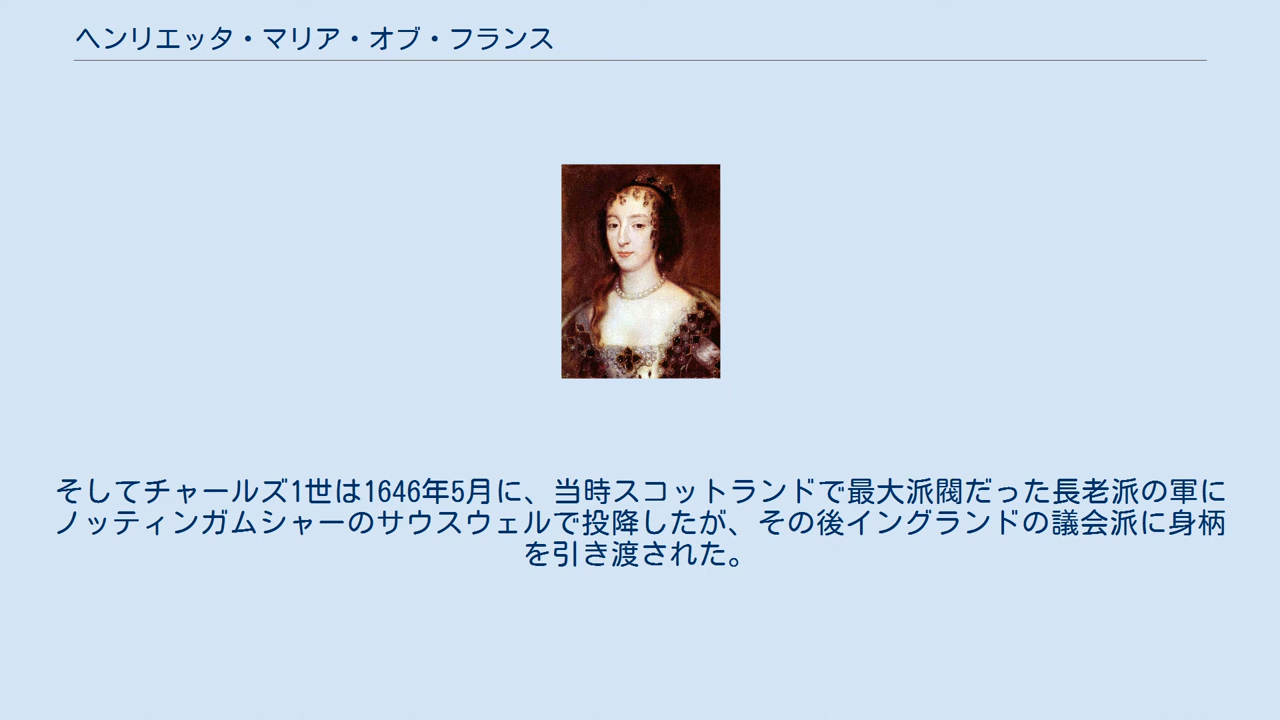 ヘンリエッタ・マリア・オブ・フランス
そしてチャールズ1世は1646年5月に、当時スコットランドで最大派閥だった長老派の軍に
ノッティンガムシャーのサウスウェルで投降したが、その後イングランドの議会派に身柄
を引き渡された。